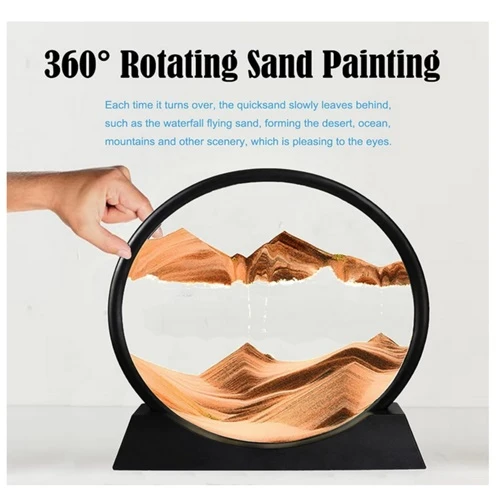 360° Rotating Sand Painting
Each time it turns over, the quicksand slowly leaves behind,
such as the waterfall flying sand, forming the desert, ocean,
mountains and other scenery, which is pleasing to the eyes.